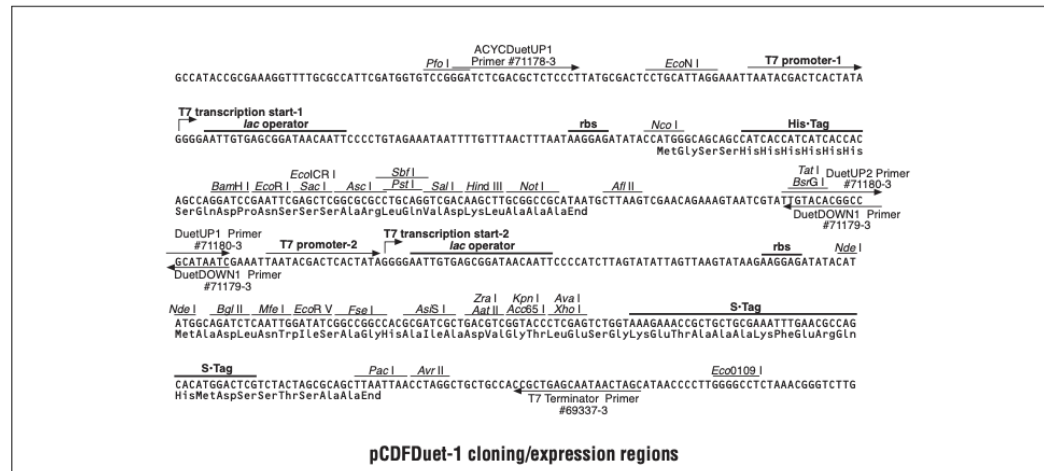 ACYCDuetUP1
Pfo I Primer #71178-3 EcoN I T7 promoter-1
GCCATACCGCGAAAGGTTTTGCGCCATTCGATGGTGTCCGGGATCTCGACGCTCTCCCTTATGCGACTCCTGCATTAGGAAATTAATACGACTCACTATA
T7 transcription start-1
lac operator rbs Nco I His•Tag
GGGGAATTGTGAGCGGATAACAATTCCCCTGTAGAAATAATTTTGTTTAACTTTAATAAGGAGATATACCATGGGCAGCAGCCATCACCATCATCACCAC
MetGlySerSerHisHisHisHisHisHis
EcoICR I Sbf I Tat I DuetUP2 Primer
BamH I EcoR I Sac I Asc I Pst I Sal I Hind III Not I Afl II BsrG I #71180-3
AGCCAGGATCCGAATTCGAGCTCGGCGCGCCTGCAGGTCGACAAGCTTGCGGCCGCATAATGCTTAAGTCGAACAGAAAGTAATCGTATTGTACACGGCC
SerGlnAspProAsnSerSerSerAlaArgLeuGlnValAspLysLeuAlaAlaAlaEnd DuetDOWN1 Primer
#71179-3
DuetUP1 Primer
#71180-3 T7 promoter-2 T7 transcription start-2
lac operator rbs Nde I
GCATAATCGAAATTAATACGACTCACTATAGGGGAATTGTGAGCGGATAACAATTCCCCATCTTAGTATATTAGTTAAGTATAAGAAGGAGATATACAT
DuetDOWN1 Primer
#71179-3
Zra I Kpn I Ava I
Nde I Bgl II Mfe I EcoR V Fse I AsiS I Aat II Acc65 I Xho I S•Tag
ATGGCAGATCTCAATTGGATATCGGCCGGCCACGCGATCGCTGACGTCGGTACCCTCGAGTCTGGTAAAGAAACCGCTGCTGCGAAATTTGAACGCCAG
MetAlaAspLeuAsnTrpIleSerAlaGlyHisAlaIleAlaAspValGlyThrLeuGluSerGlyLysGluThrAlaAlaAlaLysPheGluArgGln
S•Tag Pac I Avr II Eco0109 I
CACATGGACTCGTCTACTAGCGCAGCTTAATTAACCTAGGCTGCTGCCACCGCTGAGCAATAACTAGCATAACCCCTTGGGGCCTCTAAACGGGTCTTG
HisMetAspSerSerThrSerAlaAlaEnd T7 Terminator Primer
#69337-3
pCDFDuet-1 cloning/expression regions